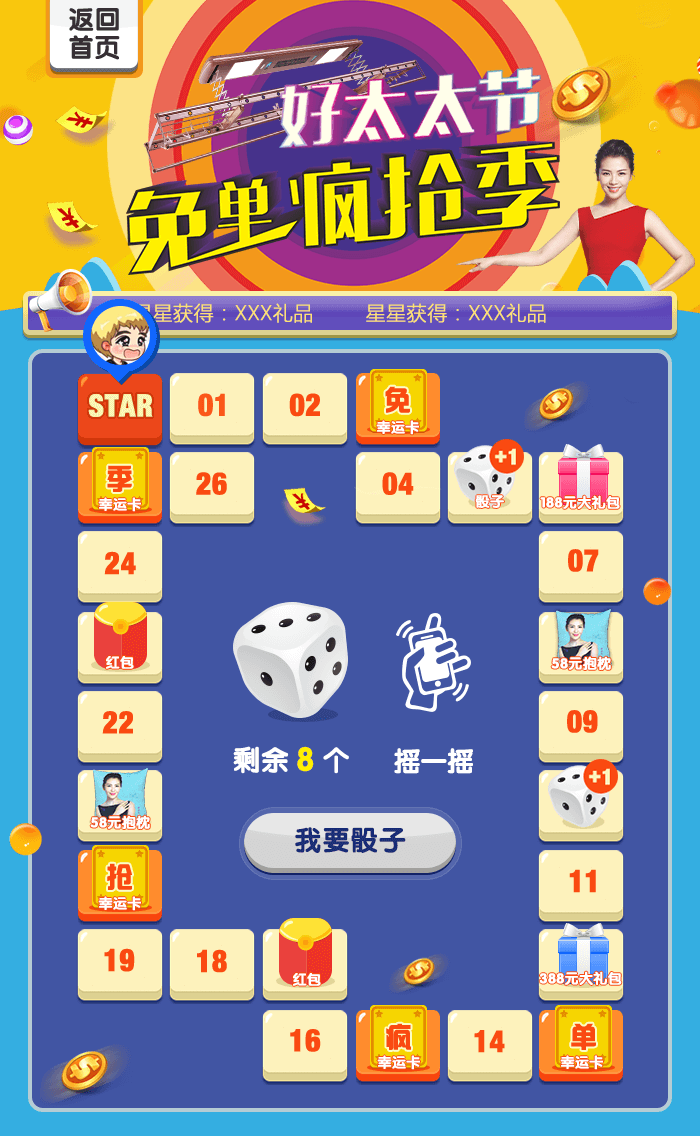 返回
首页
好太太节
免单疯抢季
星星获得：XXX礼品 星星获得：XXX礼品
STAR 01 02 免
幸运卡
季
幸运卡
26 04 +1
骰子
188元大礼包
24 07
红包
58元抱枕
22 09
58元抱枕
+1
剩余 8 个 摇一摇
我要骰子
抢
幸运卡
11
19 18
红包
388元大礼包
16 疯
幸运卡
14 单
幸运卡